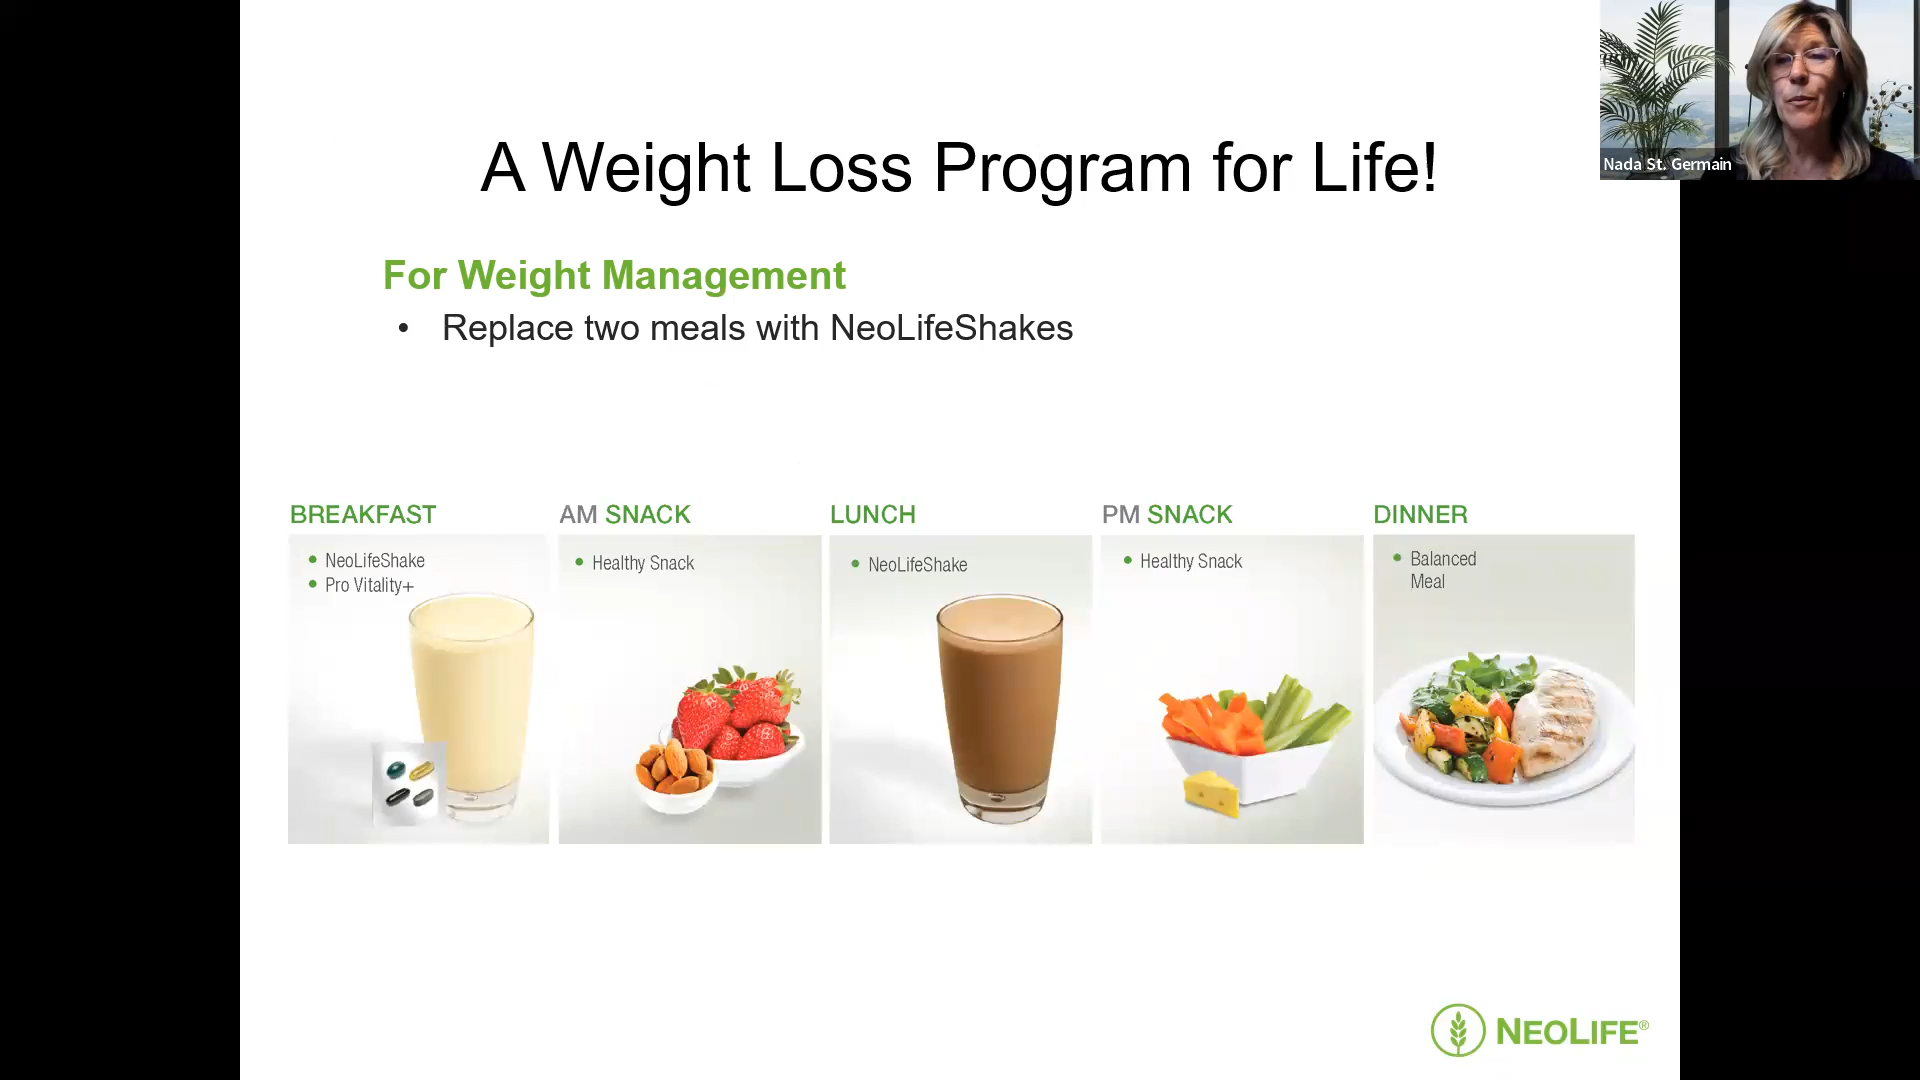 A Weight Loss Program for Life!
Nada St. Germain
For Weight Management
• Replace two meals with NeoLifeShakes
BREAKFAST
• NeoLifeShake
• Pro Vitality+
AM SNACK
• Healthy Snack
LUNCH
• NeoLifeShake
PM SNACK
• Healthy Snack
DINNER
• Balanced
Meal
NEOLIFE®